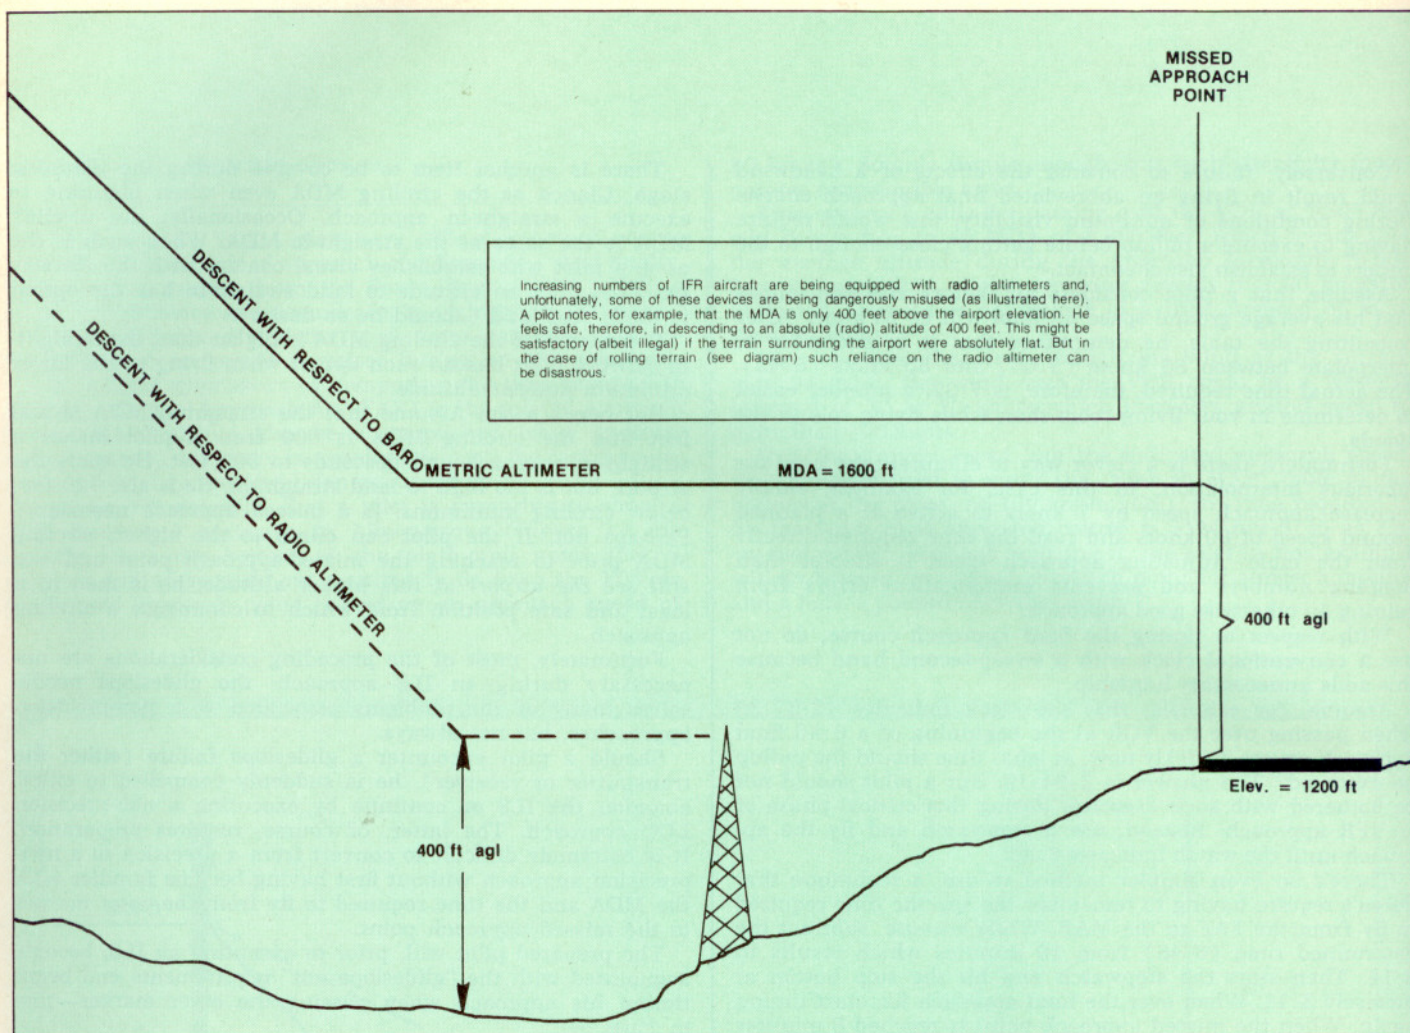 MISSED
APPROACH
POINT
Increasing numbers of IFR aircraft are being equipped with radio altimeters and,
unfortunately, some of these devices are being dangerously misused (as illustrated here).
A pilot notes, for example, that the MDA is only 400 feet above the airport elevation. He
feels safe, therefore, in descending to an absolute (radio) altitude of 400 feet. This might be
satisfactory (albeit illegal) if the terrain surrounding the airport were absolutely flat. But in
the case of rolling terrain (see diagram) such reliance on the radio altimeter can
be disastrous.
DESCENT WITH RESPECT TO BARO
METRIC ALTIMETER
MDA = 1600 ft
DESCENT WITH RESPECT TO RADIO ALTIMETER
400 ft agl
Elev. = 1200 ft
400 ft agl